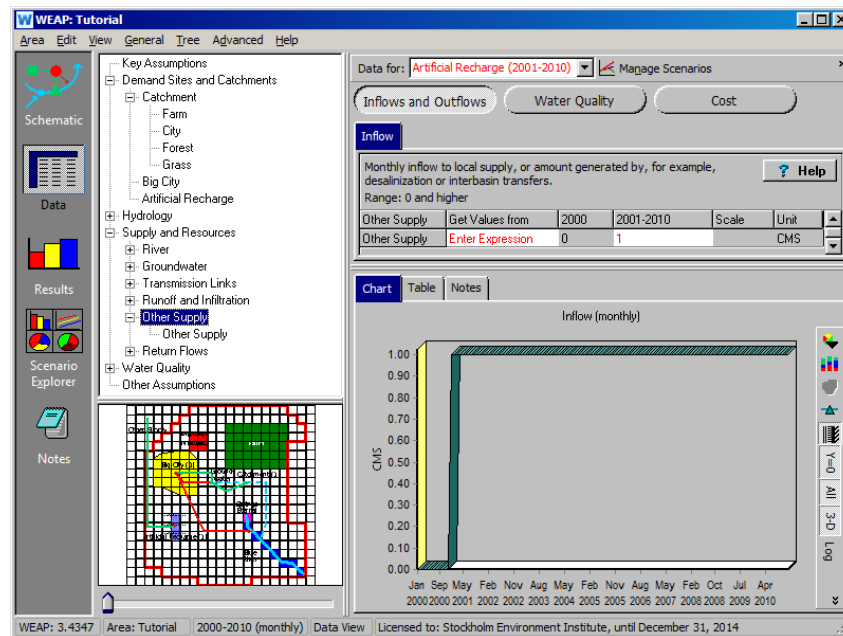 WEAP: Tutorial
Area Edit View General Tree Advanced Help
Schematic
Data
Results
Scenario
Explorer
Notes
Key Assumptions
Demand Sites and Catchments
Catchment
Farm
City
Forest
Grass
Big City
Artificial Recharge
Hydrology
Supply and Resources
River
Groundwater
Transmission Links
Runoff and Infiltration
Other Supply
Other Supply
Return Flows
Water Quality
Other Assumptions
Big City (1)
Data for: Artificial Recharge (2001-2010) Manage Scenarios
Inflows and Outflows Water Quality Cost
Inflow
Monthly inflow to local supply, or amount generated by, for example,
desalinization or interbasin transfers.
Range: 0 and higher
? Help
Other Supply Get Values from 2000 2001-2010 Scale Unit
Other Supply Enter Expression 0 1 CMS
Chart Table Notes
Inflow (monthly)
CMS
1.00
0.90
0.80
0.70
0.60
0.50
0.40
0.30
0.20
0.10
0.00
Jan Sep May Feb Nov Aug May Feb Nov Aug May Feb Oct Jul Apr
2000 2000 2001 2002 2002 2003 2004 2005 2005 2006 2007 2008 2008 2009 2010
Y=0
All
3-D
Log
WEAP: 3.4347 Area: Tutorial 2000-2010 (monthly) Data View Licensed to: Stockholm Environment Institute, until December 31, 2014